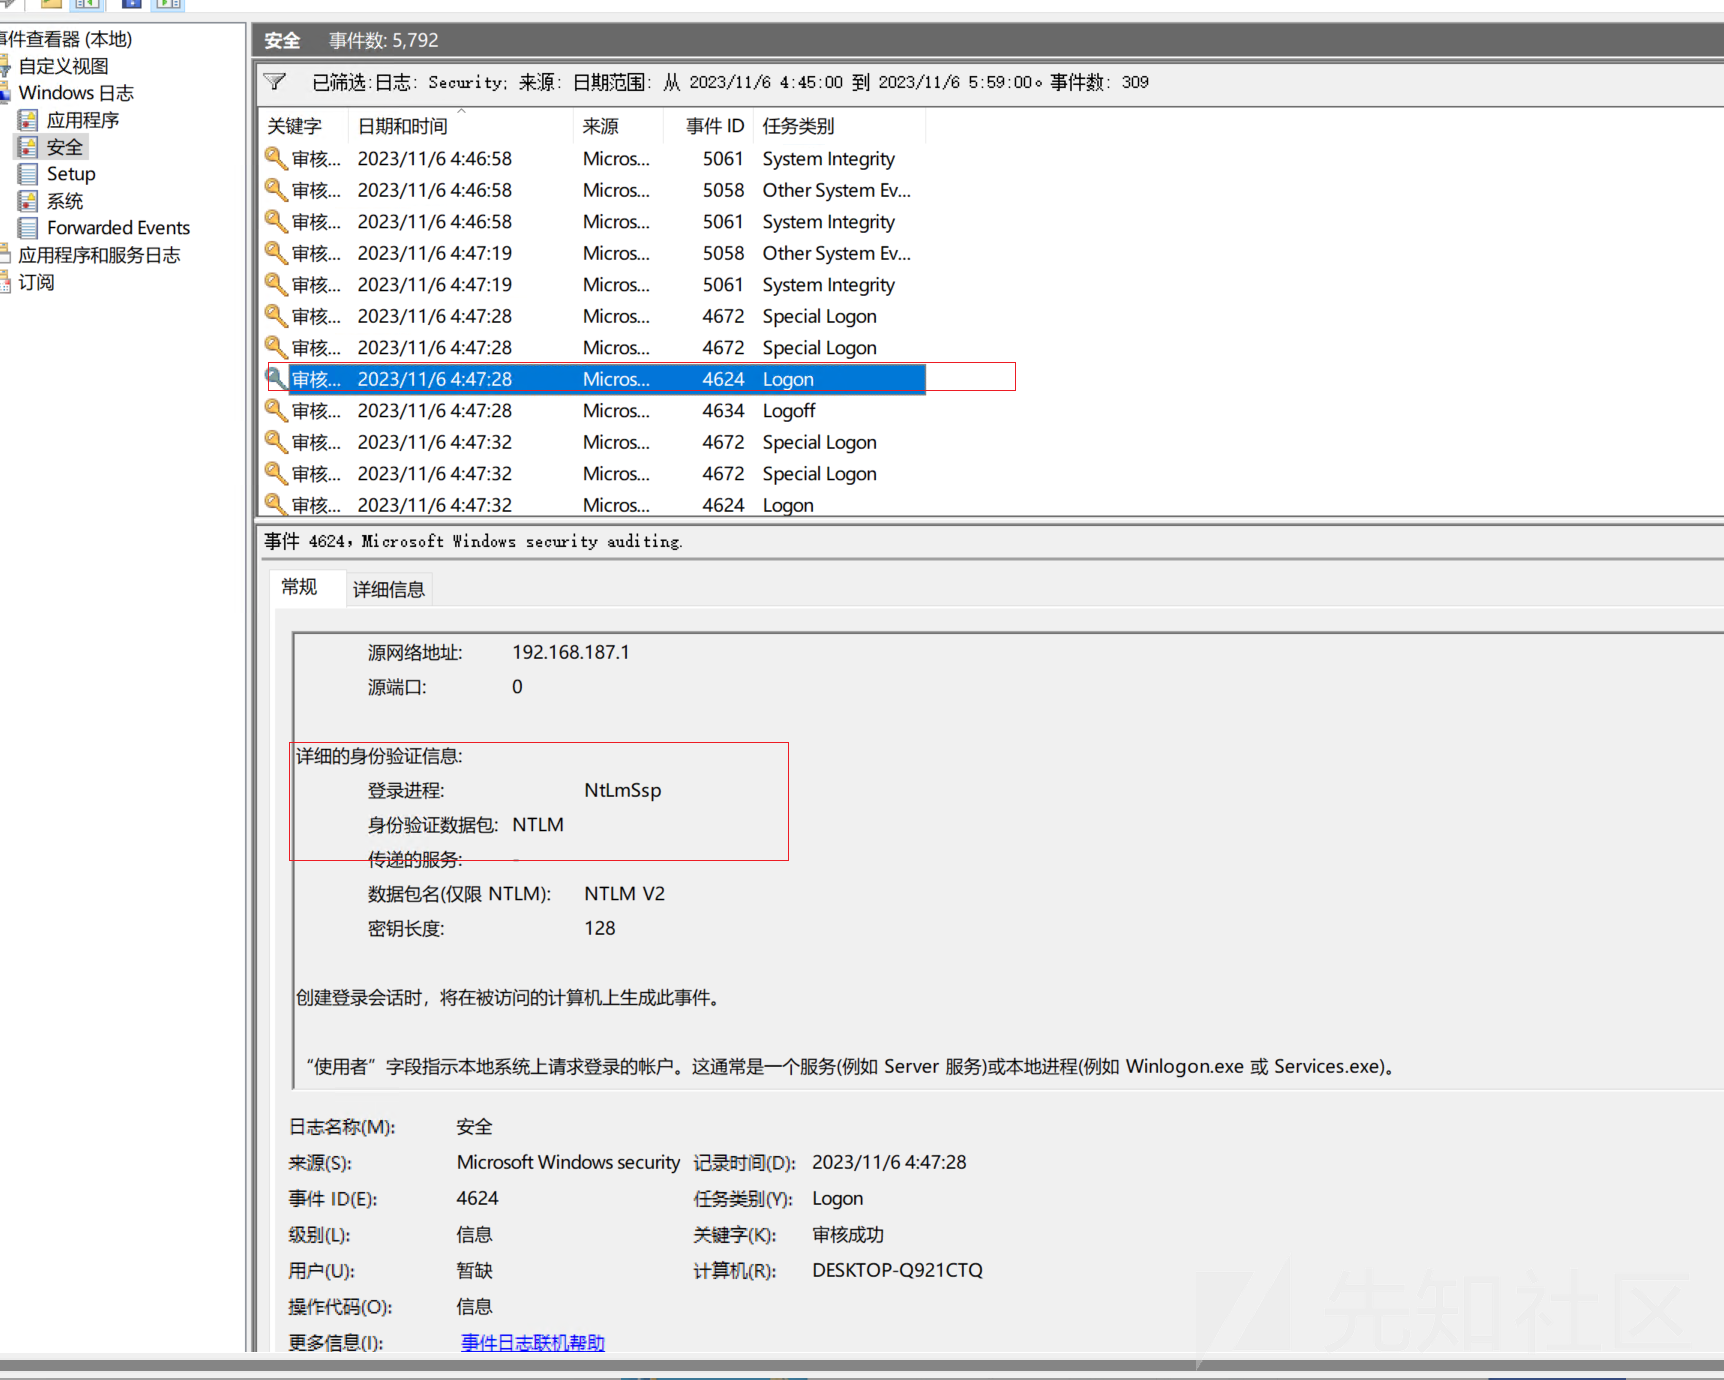 事件查看器 (本地)
自定义视图
Windows 日志
应用程序
安全
Setup
系统
Forwarded Events
应用程序和服务日志
订阅
安全 事件数: 5,792
已筛选:日志: Security; 来源: 日期范围: 从 2023/11/6 4:45:00 到 2023/11/6 5:59:00。事件数: 309
关键字 日期和时间 来源 事件 ID 任务类别
审核... 2023/11/6 4:46:58 Micros... 5061 System Integrity
审核... 2023/11/6 4:46:58 Micros... 5058 Other System Ev...
审核... 2023/11/6 4:46:58 Micros... 5061 System Integrity
审核... 2023/11/6 4:47:19 Micros... 5058 Other System Ev...
审核... 2023/11/6 4:47:19 Micros... 5061 System Integrity
审核... 2023/11/6 4:47:28 Micros... 4672 Special Logon
审核... 2023/11/6 4:47:28 Micros... 4672 Special Logon
审核... 2023/11/6 4:47:28 Micros... 4624 Logon
审核... 2023/11/6 4:47:28 Micros... 4634 Logoff
审核... 2023/11/6 4:47:32 Micros... 4672 Special Logon
审核... 2023/11/6 4:47:32 Micros... 4672 Special Logon
审核... 2023/11/6 4:47:32 Micros... 4624 Logon
事件 4624，Microsoft Windows security auditing.
常规 详细信息
源网络地址: 192.168.187.1
源端口: 0
详细的身份验证信息:
登录进程: NtLmSsp
身份验证数据包: NTLM
传递的服务: -
数据包名(仅限 NTLM): NTLM V2
密钥长度: 128
创建登录会话时，将在被访问的计算机上生成此事件。
“使用者”字段指示本地系统上请求登录的帐户。这通常是一个服务(例如 Server 服务)或本地进程(例如 Winlogon.exe 或 Services.exe)。
日志名称(M): 安全
来源(S): Microsoft Windows security 记录时间(D): 2023/11/6 4:47:28
事件 ID(E): 4624 任务类别(Y): Logon
级别(L): 信息 关键字(K): 审核成功
用户(U): 暂缺 计算机(R): DESKTOP-Q921CTQ
操作代码(O): 信息
更多信息(I): 事件日志联机帮助
先知社区